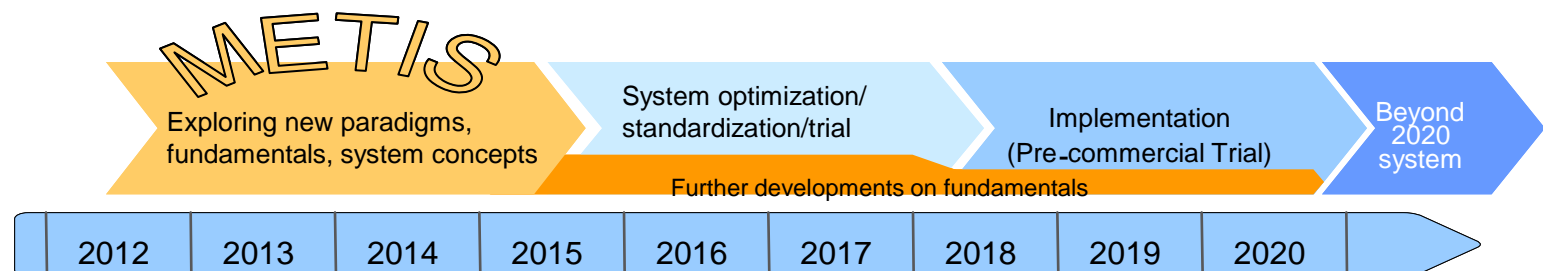 METIS
Exploring new paradigms,
fundamentals, system concepts
System optimization/
standardization/trial
Implementation
(Pre-commercial Trial)
Beyond
2020
system
Further developments on fundamentals
2012 2013 2014 2015 2016 2017 2018 2019 2020